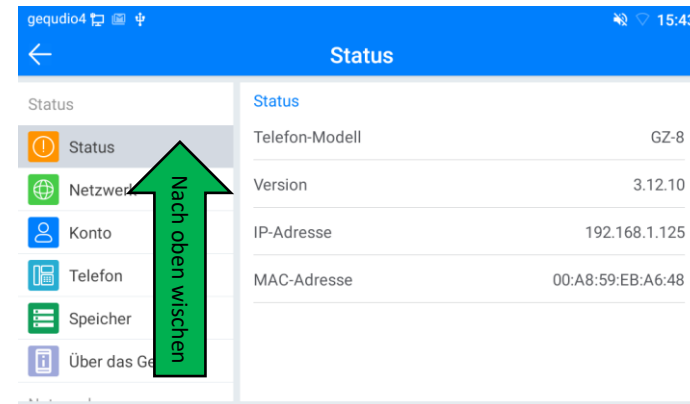 gequdio4 15:43
Status
Status
Status
Netzwerk
Konto
Telefon
Speicher
Über das Ge
Nach oben wischen
Status
Telefon-Modell GZ-8
Version 3.12.10
IP-Adresse 192.168.1.125
MAC-Adresse 00:A8:59:EB:A6:48